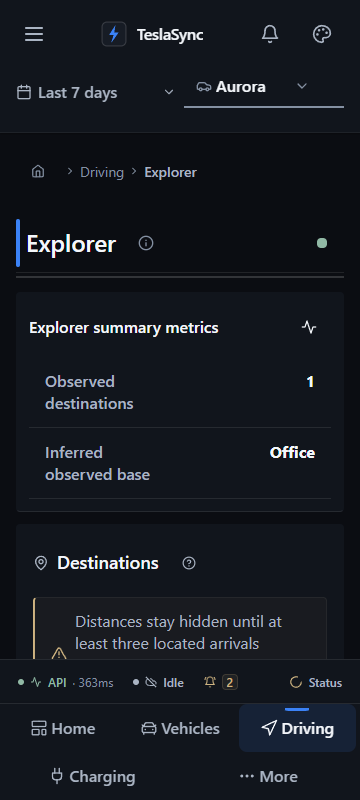 TeslaSync
Last 7 days
Aurora
Driving
Explorer
Explorer
Explorer summary metrics
Observed
destinations
1
Inferred
observed base
Office
Destinations
Distances stay hidden until at
least three located arrivals
API · 363ms
Idle
2
Status
Home
Vehicles
Driving
Charging
More